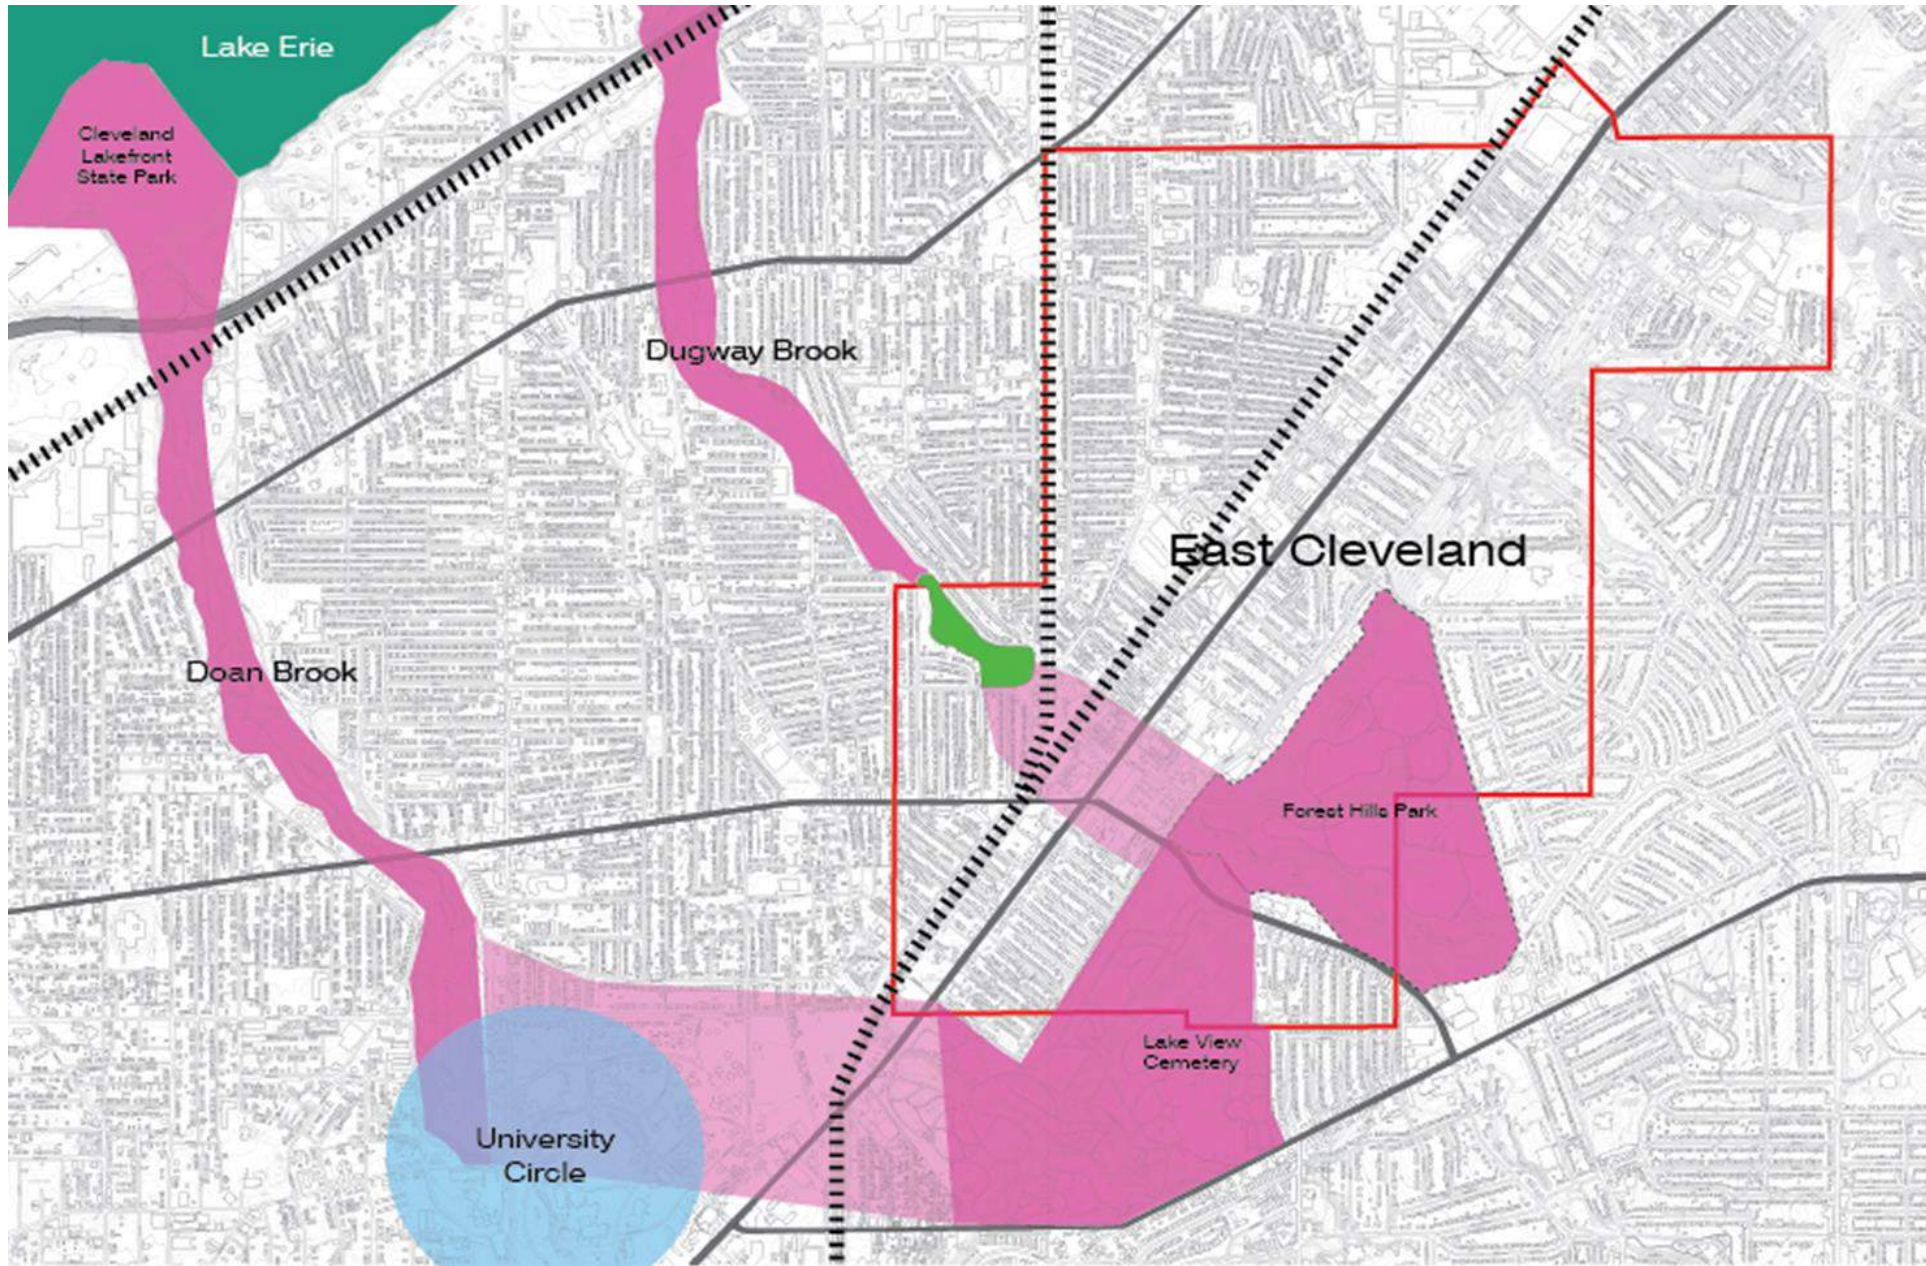 Lake Erie
Cleveland
Lakefront
State Park
Dugway Brook
East Cleveland
Doan Brook
Forest Hills Park
Lake View
Cemetery
University
Circle